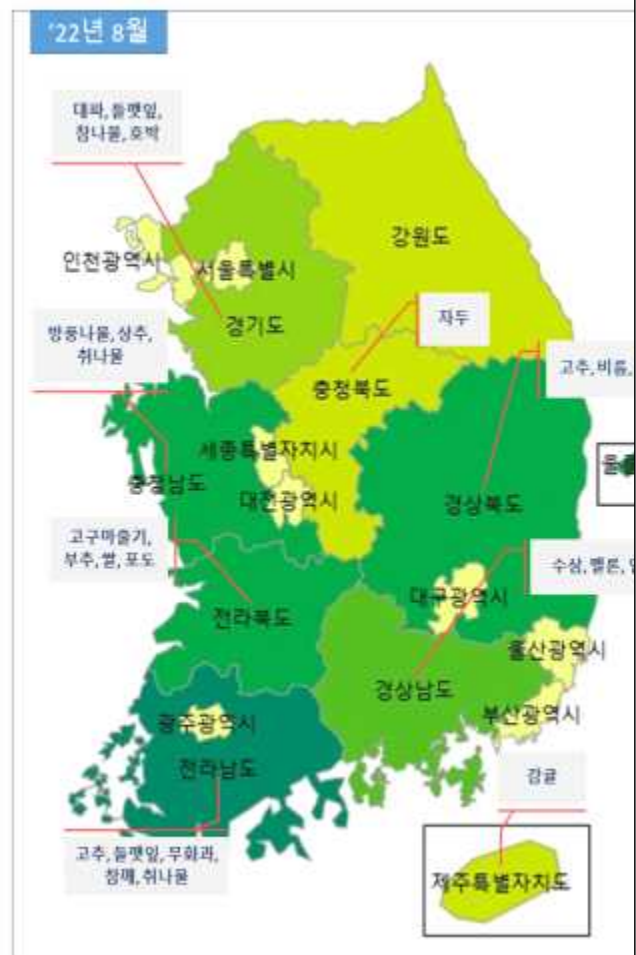 '22년 8월
대파, 들깻잎,
참나물, 호박
강원도
인천광역시
서울특별시
경기도
자두
방풍나물, 상추,
취나물
충청북도
고추, 비름,
세종특별자치시
충청남도
대전광역시
경상북도
고구마줄기,
부추, 쌀, 포도
수삼, 멜론,
대구광역시
전라북도
울산광역시
경상남도
부산광역시
광주광역시
전라남도
감귤
고추, 들깻잎, 무화과,
참깨, 취나물
제주특별자치도